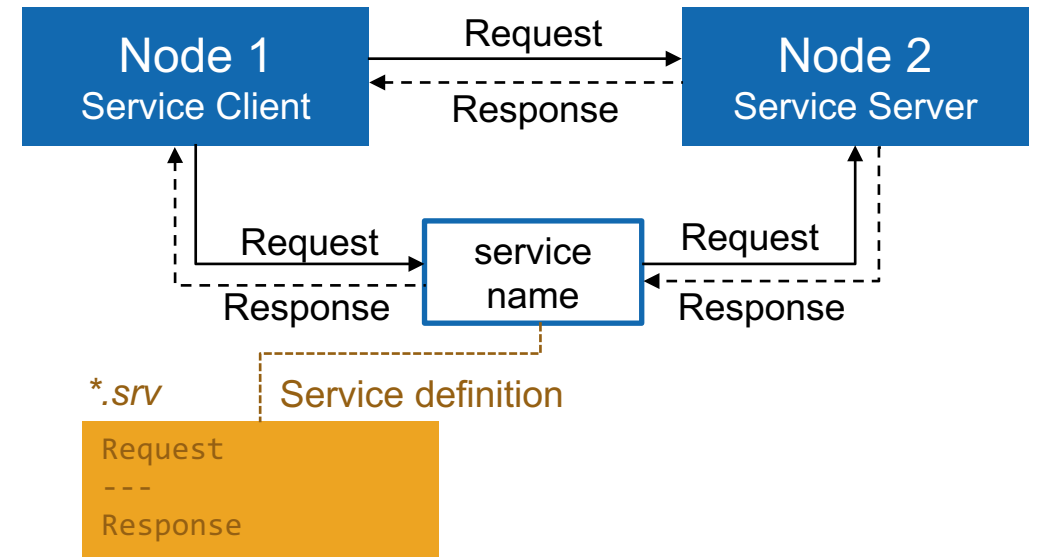 Node 1
Service Client
Request
Response
Node 2
Service Server
Request
Response
service
name
Request
Response
*.srv
Service definition
Request
---
Response